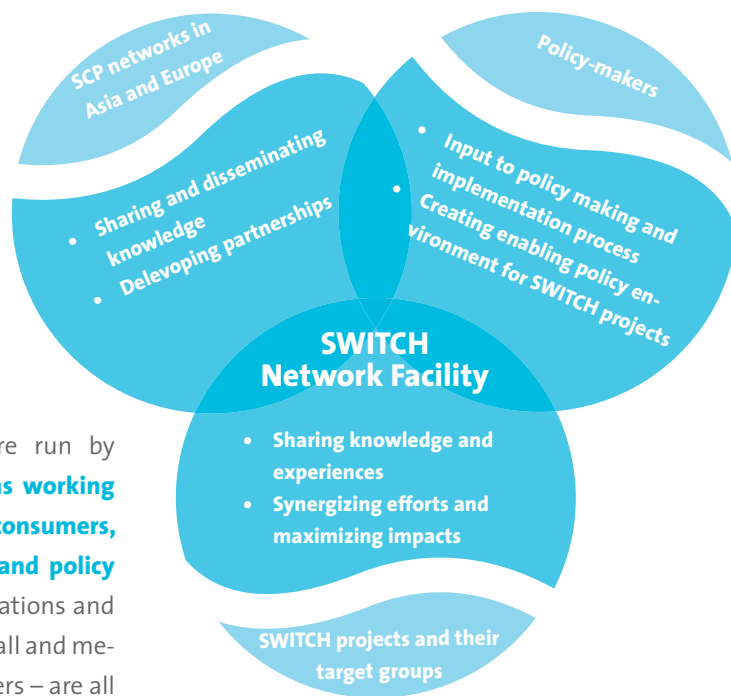 SCP networks in
Asia and Europe
Policy-makers
• Sharing and disseminating
knowledge
• Delevoping partnerships
• Input to policy making and
implementation process
• Creating enabling policy en-
vironment for SWITCH projects
SWITCH
Network Facility
• Sharing knowledge and
experiences
• Synergizing efforts and
maximizing impacts
SWITCH projects and their
target groups
re run by
ns working
consumers,
and policy
ations and
all and me-
ers – are all